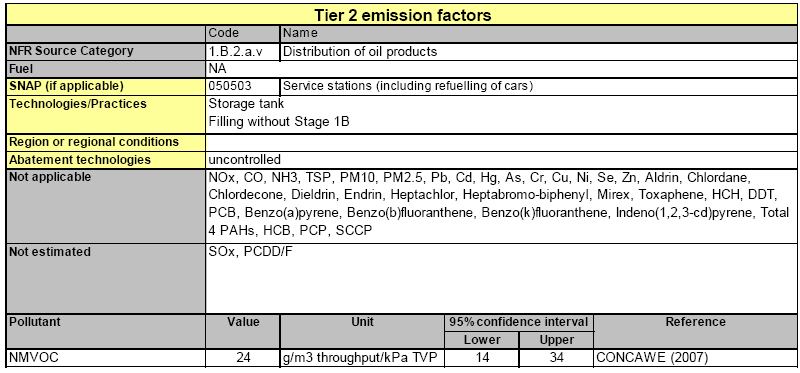 Tier 2 emission factors
Code Name
NFR Source Category 1.B.2.a.v Distribution of oil products
Fuel NA
SNAP (if applicable) 050503 Service stations (including refuelling of cars)
Technologies/Practices Storage tank
Filling without Stage 1B
Region or regional conditions
Abatement technologies uncontrolled
Not applicable NOx, CO, NH3, TSP, PM10, PM2.5, Pb, Cd, Hg, As, Cr, Cu, Ni, Se, Zn, Aldrin, Chlordane,
Chlordecone, Dieldrin, Endrin, Heptachlor, Heptabromo-biphenyl, Mirex, Toxaphene, HCH, DDT,
PCB, Benzo(a)pyrene, Benzo(b)fluoranthene, Benzo(k)fluoranthene, Indeno(1,2,3-cd)pyrene, Total
4 PAHs, HCB, PCP, SCCP
Not estimated SOx, PCDD/F
Pollutant Value Unit 95% confidence interval Reference
Lower Upper
NMVOC 24 g/m3 throughput/kPa TVP 14 34 CONCAWE (2007)